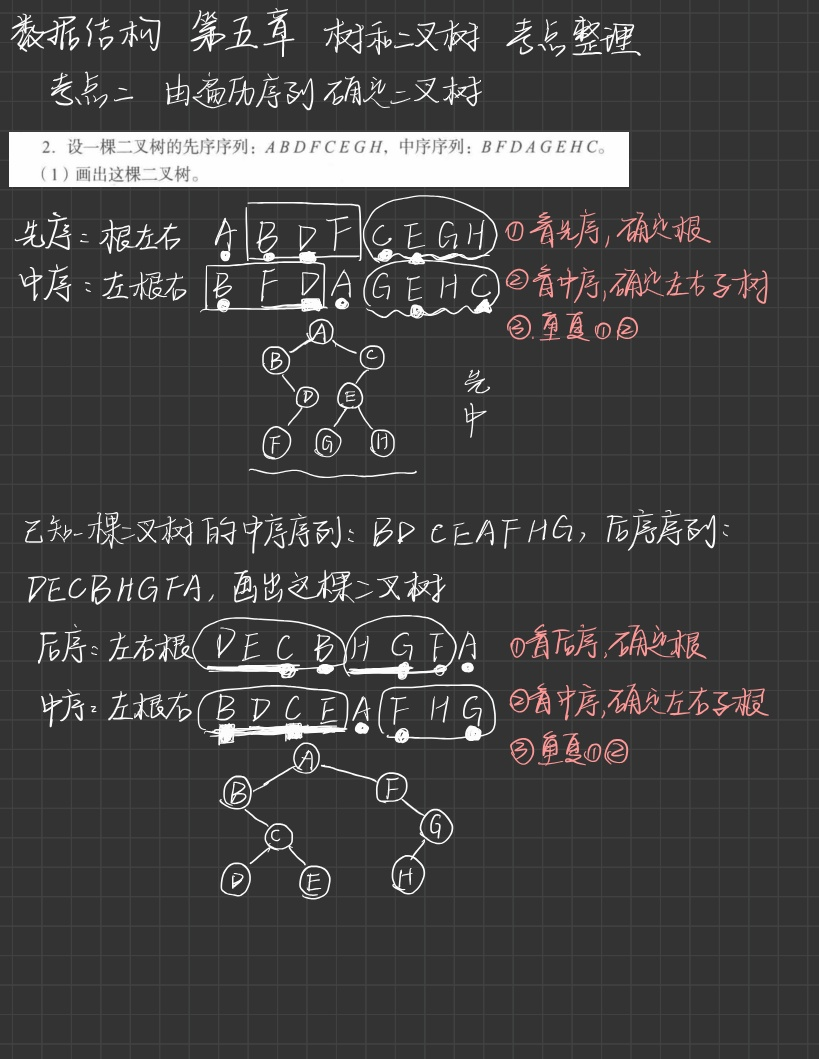 数据结构 第五章 树和二叉树 考点整理
考点二 由遍历序列确定二叉树
2. 设一棵二叉树的先序序列：A B D F C E G H，中序序列：B F D A G E H C。
（1）画出这棵二叉树。
先序：根左右 A B D F C E G H ①看先序,确定根
中序：左根右 B F D A G E H C ②看中序,确定左右子树
③.重复①②
A
B C
D E
F G H
先
中
已知一棵二叉树的中序序列：BD CEAFHG，后序序列：
DECBHGFA，画出这棵二叉树
后序：左右根 D E C B H G F A ①看后序,确定根
中序：左根右 B D C E A F H G ②看中序,确定左右子根
③重复①②
A
B F
C G
D E H